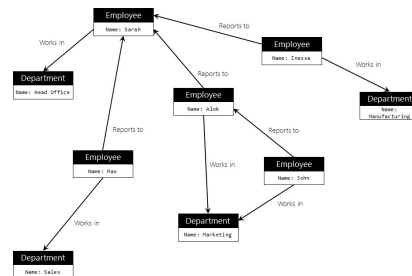 Employee
Name: Sarah
Reports to
Works in
Employee
Name: Inessa
Department
Name: Head Office
Reports to
Works in
Employee
Name: Alok
Department
Name:
Manufacturing
Reports to
Reports to
Employee
Name: Max
Works in
Employee
Name: John
Works in
Works in
Department
Name: Marketing
Department
Name: Sales